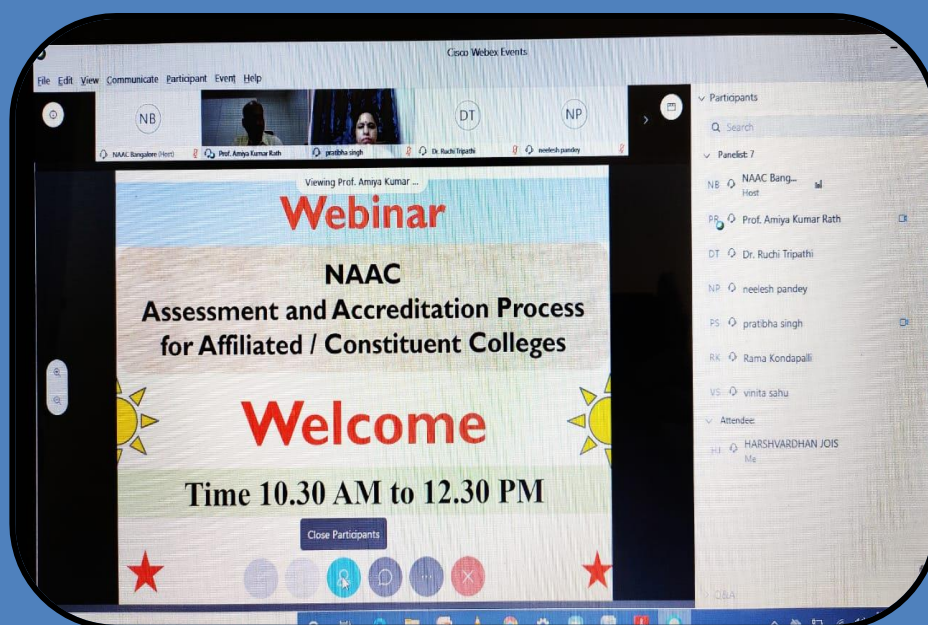 Cisco Webex Events
File Edit View Communicate Participant Event Help
NB
DT
NP
NAAC Bangalore (Host)
Prof. Amiya Kumar Rath
pratibha singh
Dr. Ruchi Tripathi
neelesh pandey
Viewing Prof. Amiya Kumar ...
Webinar
NAAC
Assessment and Accreditation Process
for Affiliated / Constituent Colleges
Welcome
Time 10.30 AM to 12.30 PM
Close Participants
Participants
Search
Panelist: 7
NB NAAC Bang...
Host
Prof. Amiya Kumar Rath
DT Dr. Ruchi Tripathi
NP neelesh pandey
PS pratibha singh
RK Rama Kondapalli
VS vinita sahu
Attendee:
HJ HARSHVARDHAN JOIS
Me
Q&A